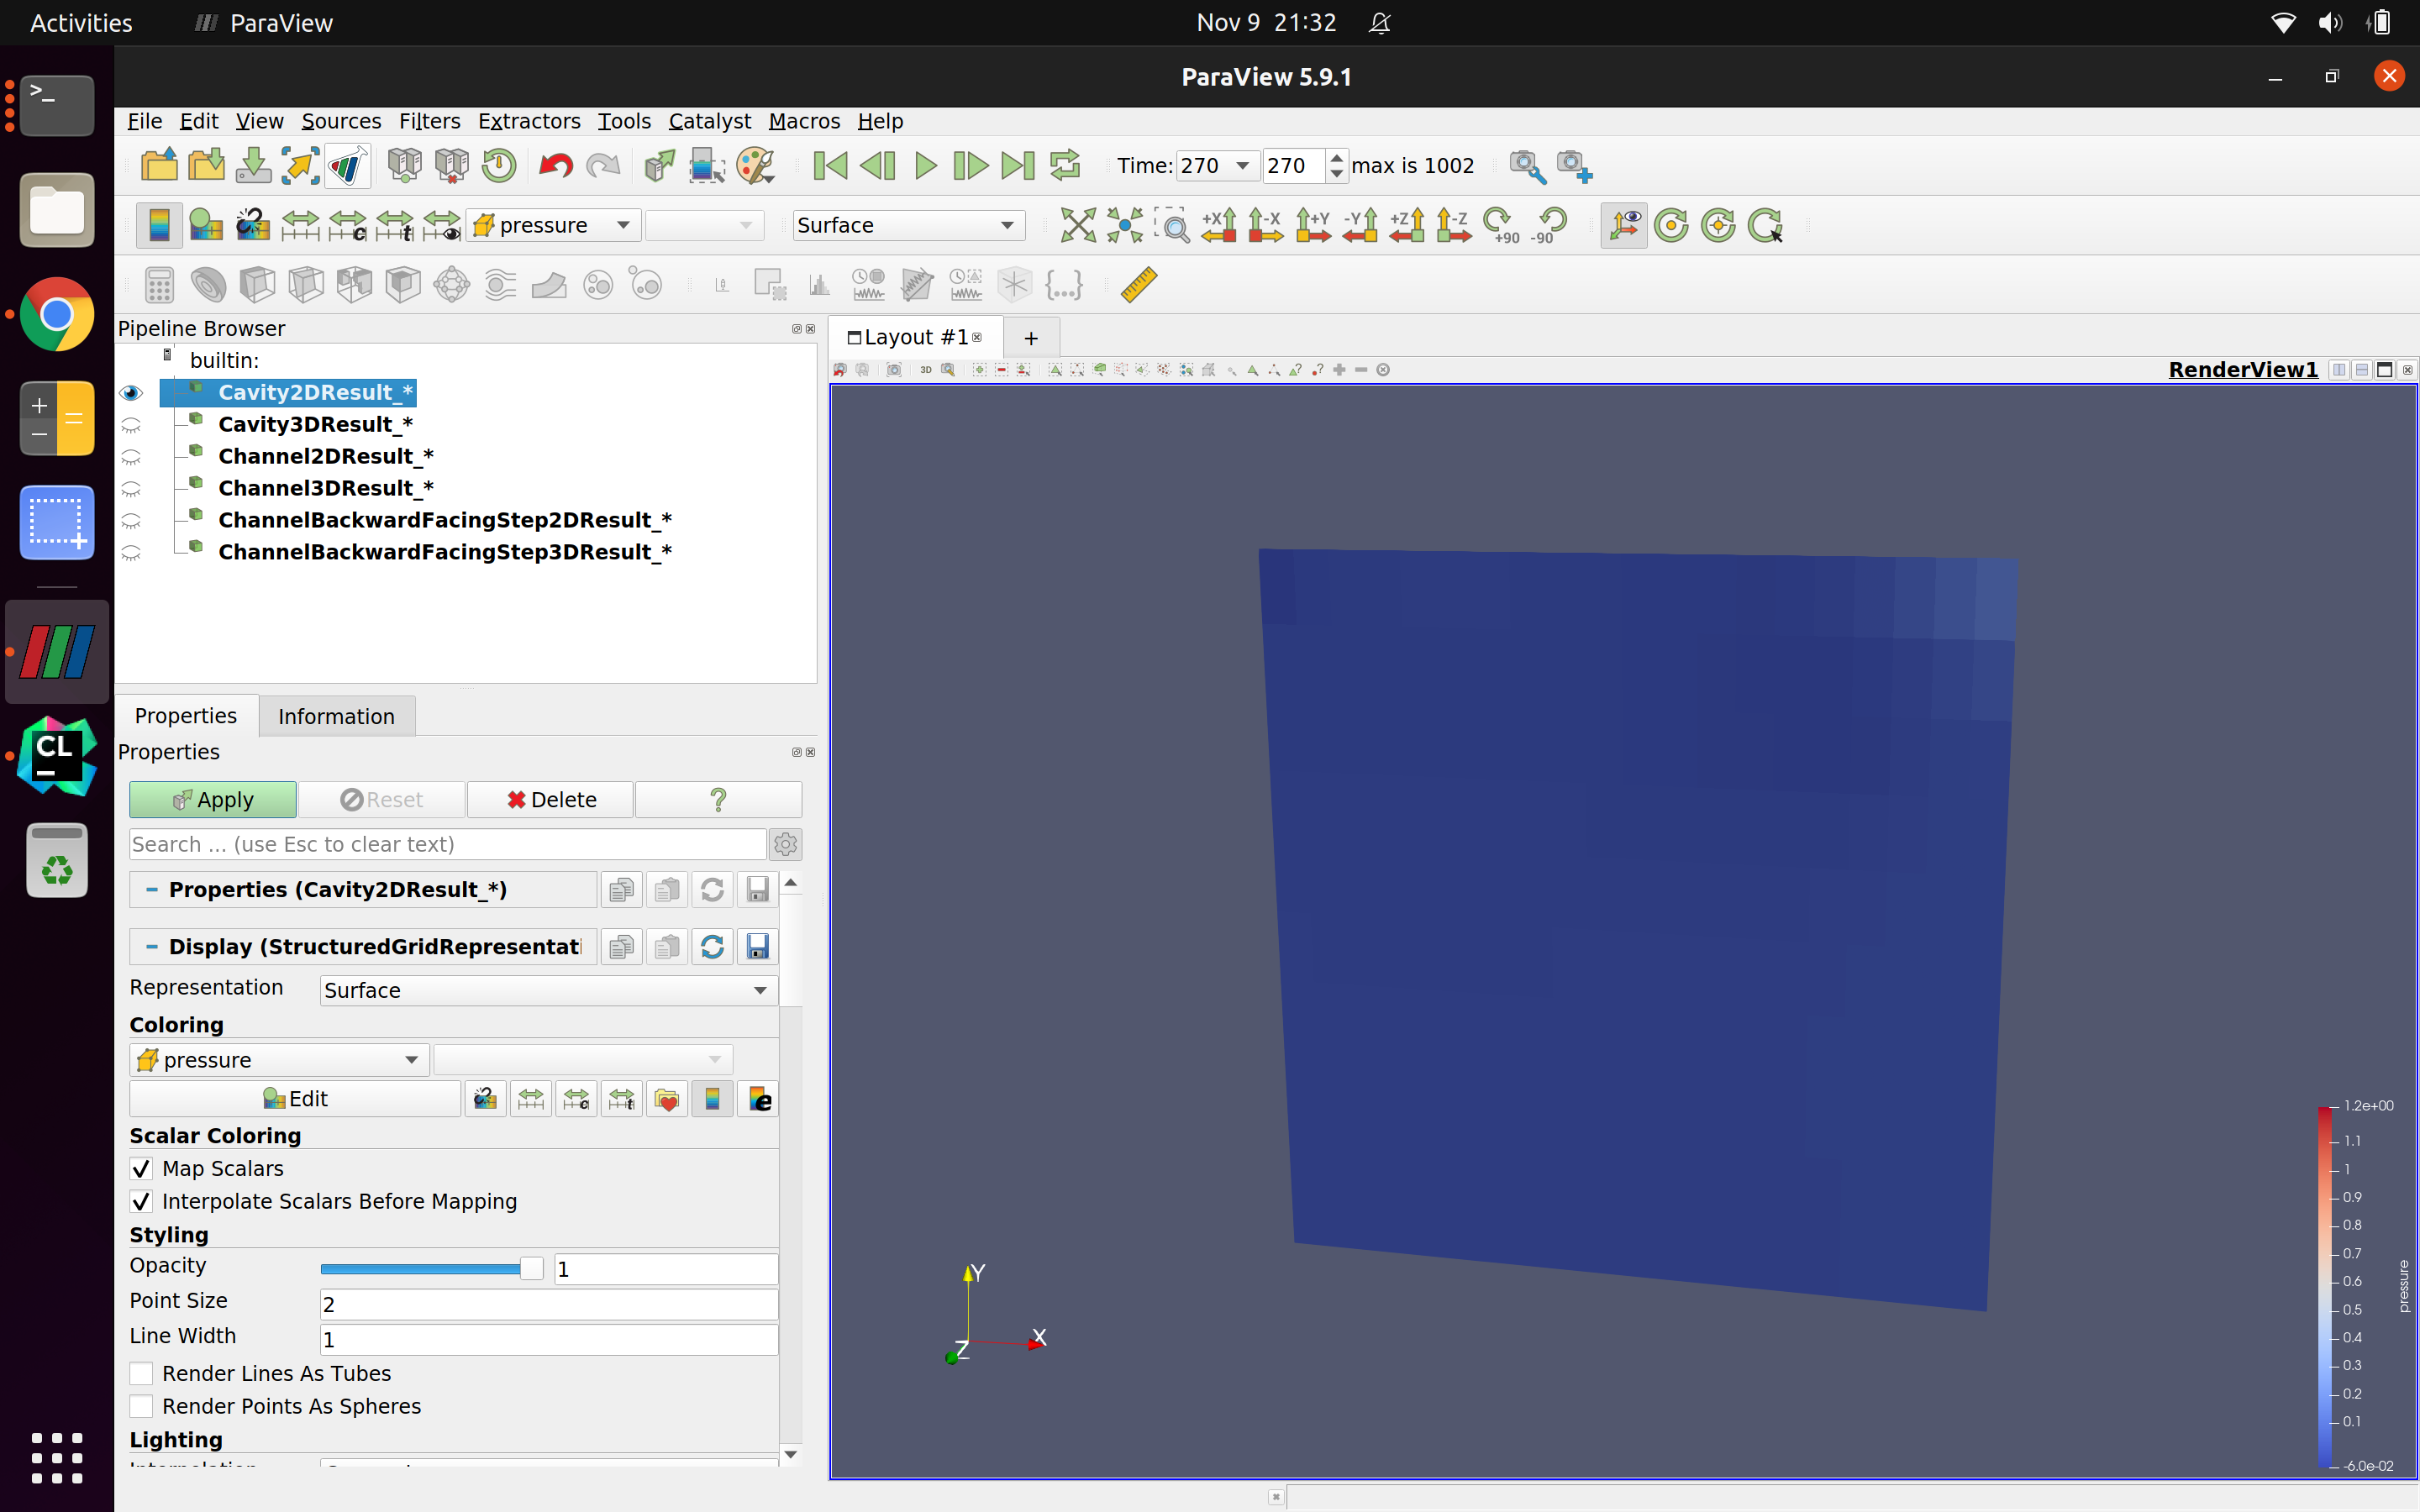 Activities ParaView Nov 9 21:32
ParaView 5.9.1
File Edit View Sources Filters Extractors Tools Catalyst Macros Help
Time: 270 270 max is 1002
pressure Surface +X -X +Y -Y +Z -Z +90 -90
Pipeline Browser
builtin:
Cavity2DResult_*
Cavity3DResult_*
Channel2DResult_*
Channel3DResult_*
ChannelBackwardFacingStep2DResult_*
ChannelBackwardFacingStep3DResult_*
Layout #1 +
3D
RenderView1
Properties Information
Properties
Apply Reset Delete ?
Search ... (use Esc to clear text)
Properties (Cavity2DResult_*)
Display (StructuredGridRepresentati
Representation Surface
Coloring
pressure
Edit
Scalar Coloring
Map Scalars
Interpolate Scalars Before Mapping
Styling
Opacity 1
Point Size 2
Line Width 1
Render Lines As Tubes
Render Points As Spheres
Lighting
CL
Y
X
Z
1.2e+00
1.1
1
0.9
0.8
0.7
0.6
0.5
0.4
0.3
0.2
0.1
-6.0e-02
pressure